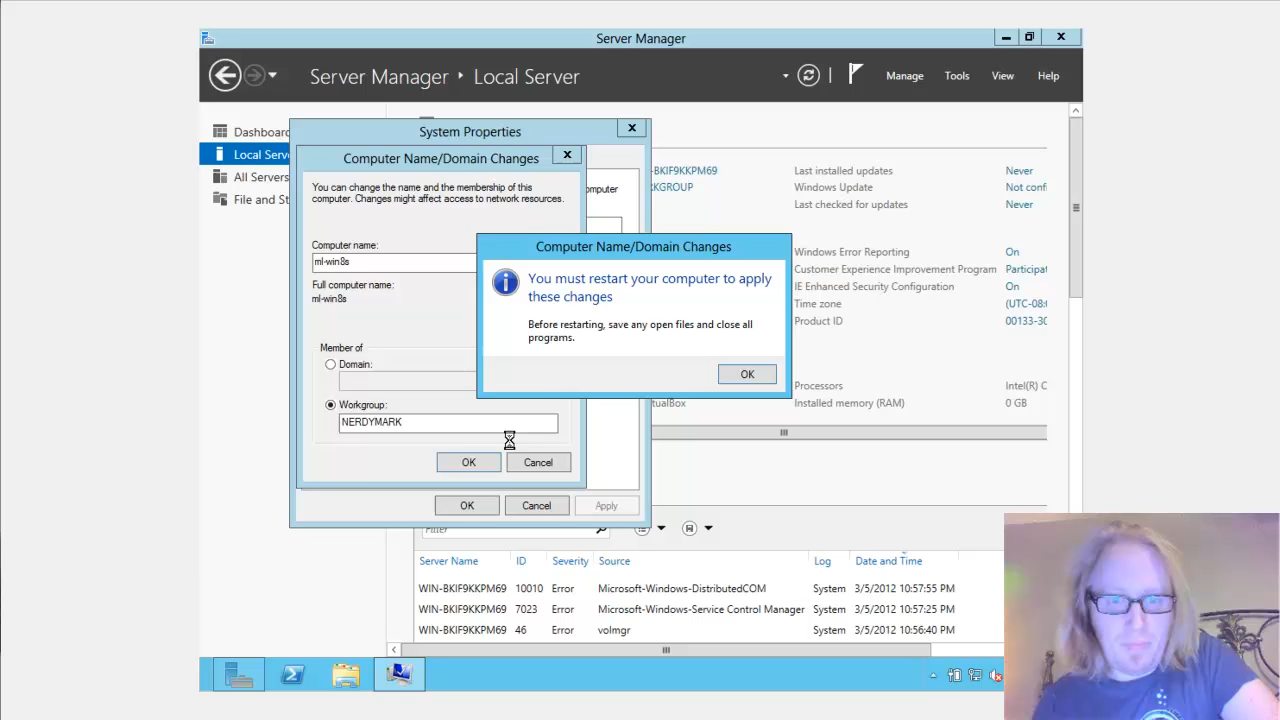 Server Manager
Server Manager
Local Server
Manage
Tools
View
Help
Dashboard
Local Serv
All Servers
File and St
System Properties
Computer Name/Domain Changes
You can change the name and the membership of this
computer. Changes might affect access to network resources.
Computer name:
ml-win8s
Full computer name:
ml-win8s
Member of
Domain:
Workgroup:
NERDYMARK
OK
Cancel
OK
Cancel
Apply
omputer
Computer Name/Domain Changes
You must restart your computer to apply
these changes
Before restarting, save any open files and close all
programs.
OK
-BKIF9KKPM69
RKGROUP
Last installed updates Never
Windows Update Not confi
Last checked for updates Never
Windows Error Reporting On
Customer Experience Improvement Program Participat
IE Enhanced Security Configuration On
Time zone (UTC-08:0
Product ID 00133-30
Processors Intel(R) C
tualBox
Installed memory (RAM) 0 GB
Filter
Server Name ID Severity Source Log Date and Time
WIN-BKIF9KKPM69 10010 Error Microsoft-Windows-DistributedCOM System 3/5/2012 10:57:55 PM
WIN-BKIF9KKPM69 7023 Error Microsoft-Windows-Service Control Manager System 3/5/2012 10:57:25 PM
WIN-BKIF9KKPM69 46 Error volmgr System 3/5/2012 10:56:40 PM